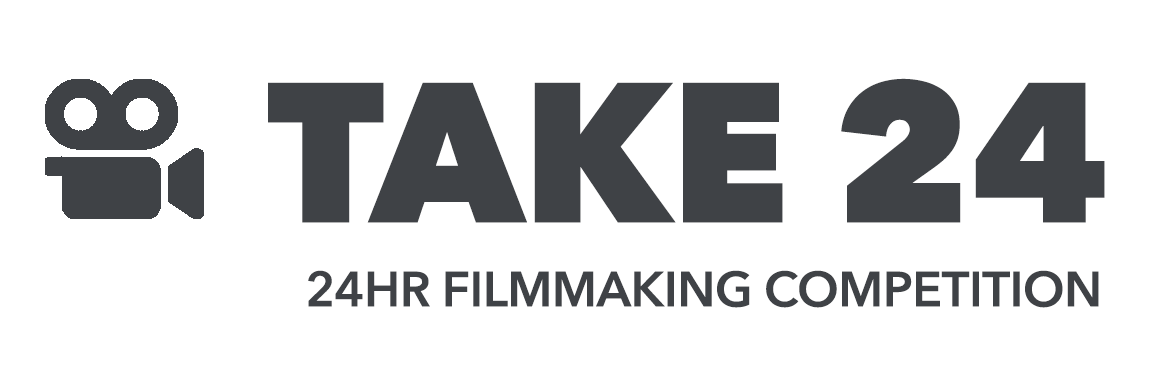 TAKE 24
24HR FILMMAKING COMPETITION